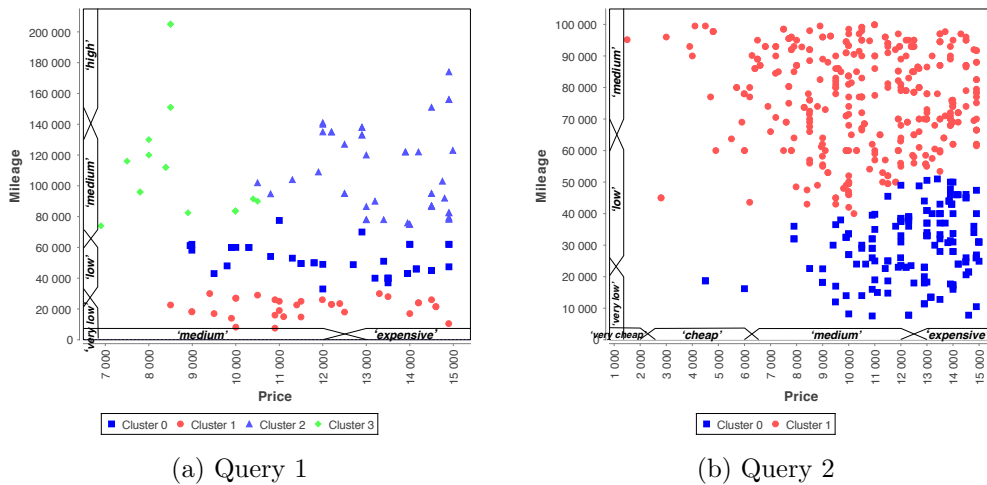 200 000
180 000
160 000
140 000
120 000
100 000
80 000
60 000
40 000
20 000
0
Mileage
'high'
'medium'
'low'
'very low'
'medium'
'expensive'
7 000
8 000
9 000
10 000
11 000
12 000
13 000
14 000
15 000
Price
Cluster 0 Cluster 1 Cluster 2 Cluster 3
(a) Query 1
100 000
90 000
80 000
70 000
60 000
50 000
40 000
30 000
20 000
10 000
0
Mileage
'medium'
'low'
'very low'
'very cheap'
'cheap'
'medium'
'expensive'
1 000
2 000
3 000
4 000
5 000
6 000
7 000
8 000
9 000
10 000
11 000
12 000
13 000
14 000
15 000
Price
Cluster 0 Cluster 1
(b) Query 2